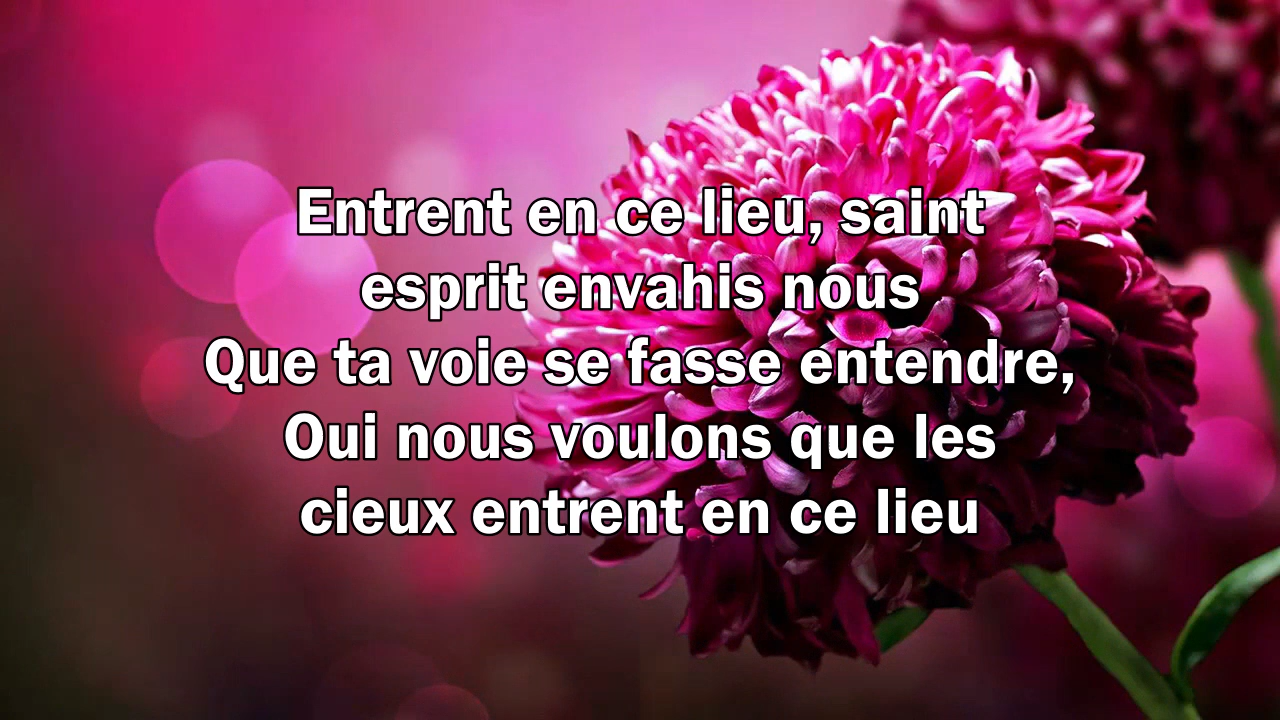 Entrent en ce lieu, saint
esprit envahis nous
Que ta voie se fasse entendre,
Oui nous voulons que les
cieux entrent en ce lieu